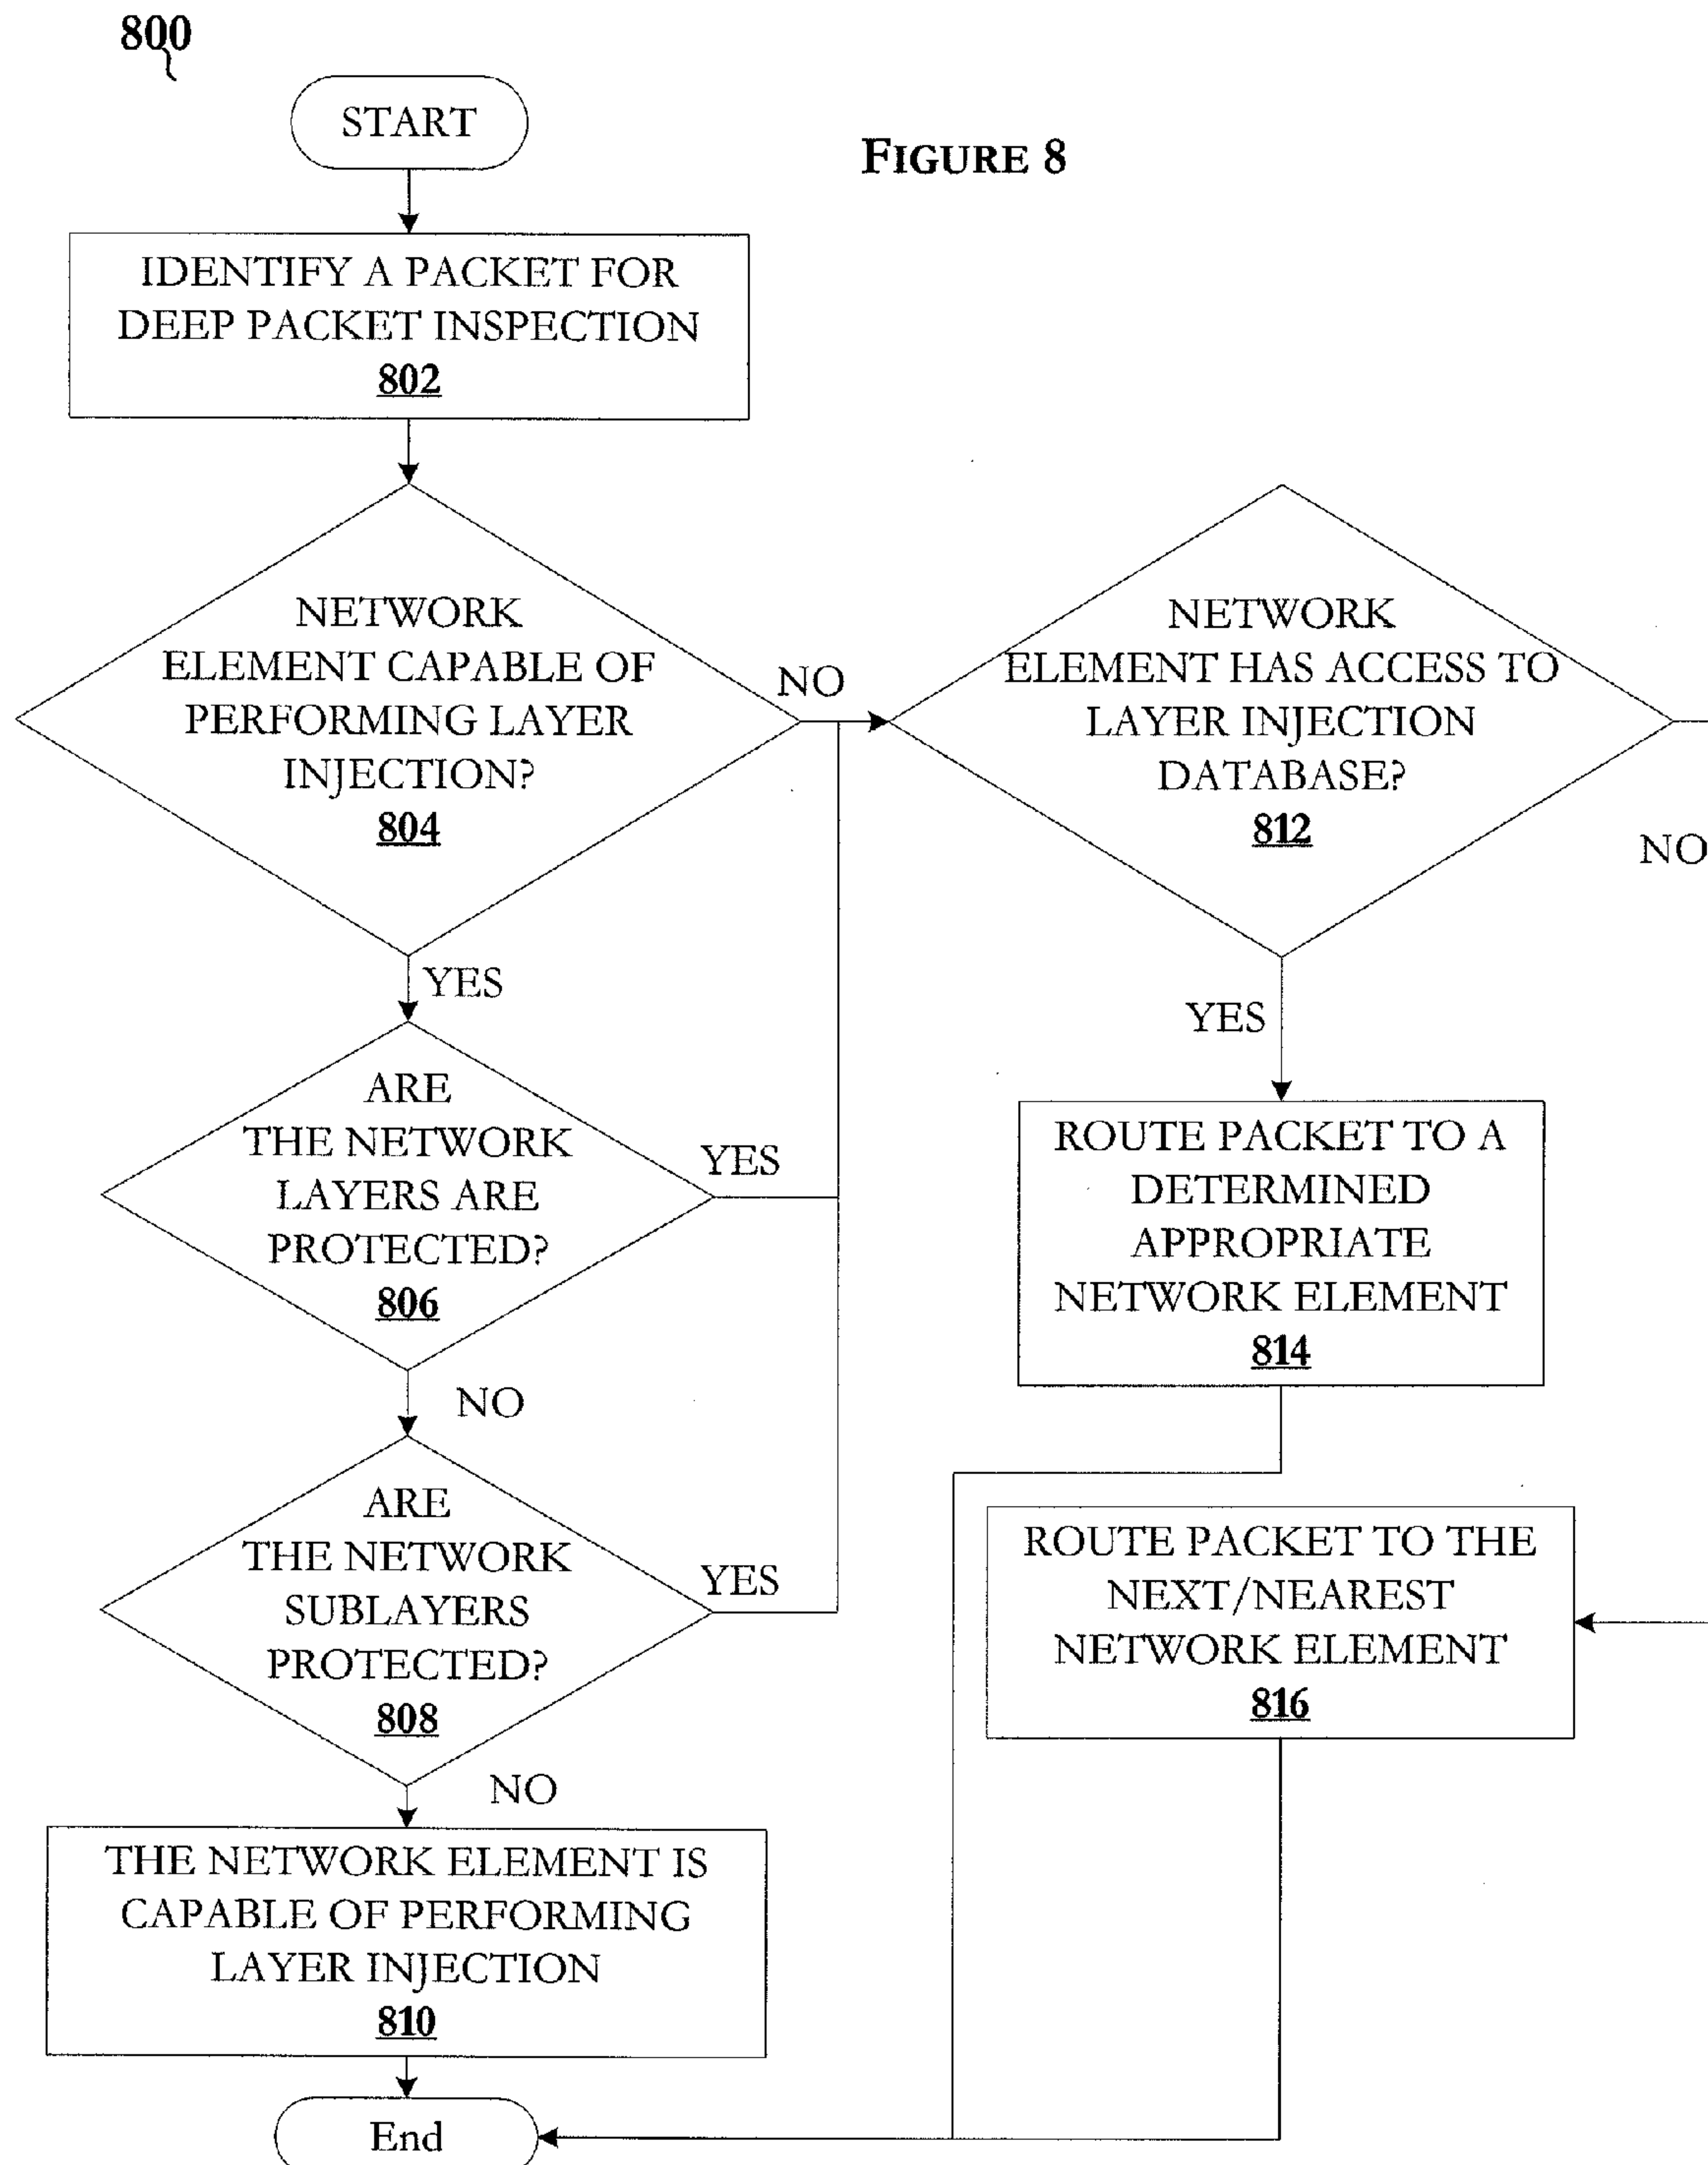 800
START
FIGURE 8
IDENTIFY A PACKET FOR
DEEP PACKET INSPECTION
802
NETWORK
ELEMENT CAPABLE OF
PERFORMING LAYER
INJECTION?
804
NO
NETWORK
ELEMENT HAS ACCESS TO
LAYER INJECTION
DATABASE?
812
NO
YES
YES
ARE
THE NETWORK
LAYERS ARE
PROTECTED?
806
YES
ROUTE PACKET TO A
DETERMINED
APPROPRIATE
NETWORK ELEMENT
814
NO
ARE
THE NETWORK
SUBLAYERS
PROTECTED?
808
YES
ROUTE PACKET TO THE
NEXT/NEAREST
NETWORK ELEMENT
816
NO
THE NETWORK ELEMENT IS
CAPABLE OF PERFORMING
LAYER INJECTION
810
End